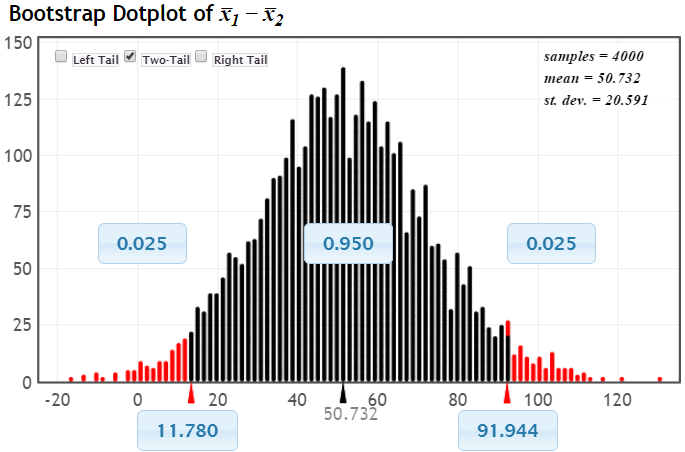 Bootstrap Dotplot of x̄₁ − x̄₂
Left Tail Two-Tail Right Tail
samples = 4000
mean = 50.732
st. dev. = 20.591
150
125
100
75
50
25
0
0.025 0.950 0.025
-20 0 20 40 60 80 100 120
50.732
11.780 91.944